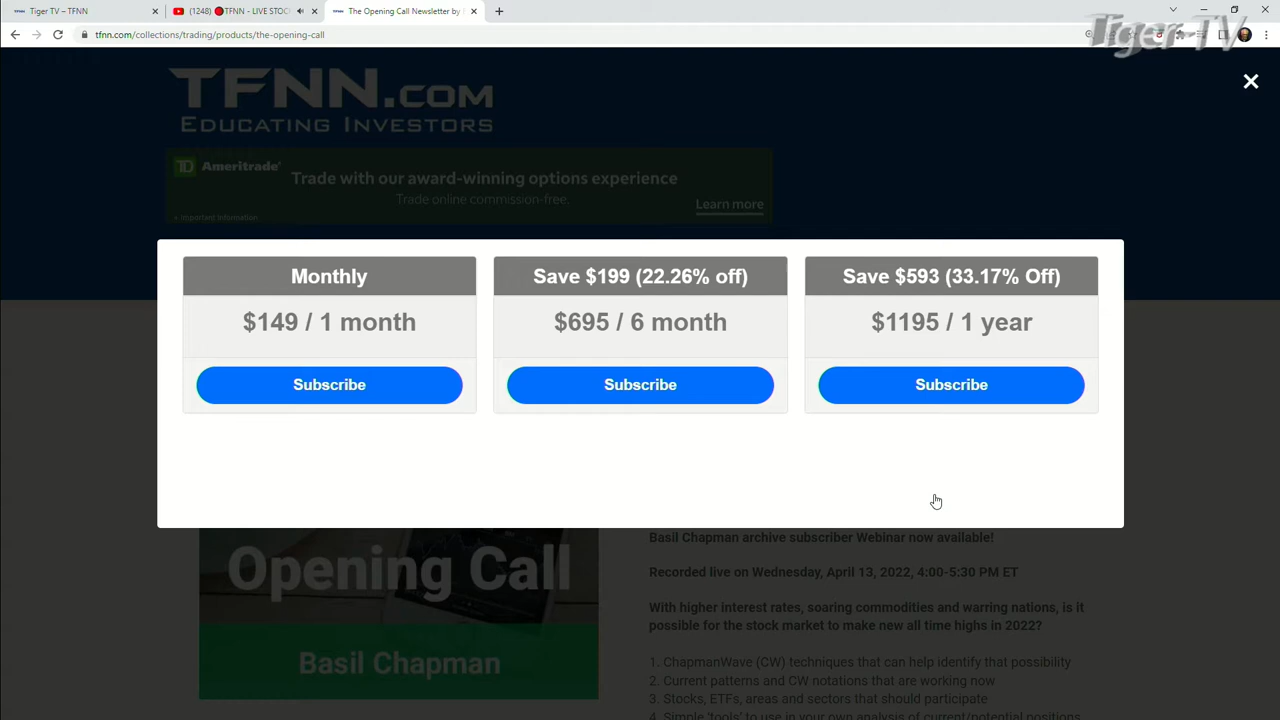 Tiger TV – TFNN
(1248) 🔴TFNN - LIVE STOC
The Opening Call Newsletter by
Tiger TV
tfnn.com/collections/trading/products/the-opening-call
TFNN.COM
EDUCATING INVESTORS
TD Ameritrade
Trade with our award-winning options experience
Trade online commission-free.
Learn more
+ Important Information
Monthly
$149 / 1 month
Subscribe
Save $199 (22.26% off)
$695 / 6 month
Subscribe
Save $593 (33.17% Off)
$1195 / 1 year
Subscribe
Opening Call
Basil Chapman
Basil Chapman archive subscriber Webinar now available!
Recorded live on Wednesday, April 13, 2022, 4:00-5:30 PM ET
With higher interest rates, soaring commodities and warring nations, is it
possible for the stock market to make new all time highs in 2022?
1. ChapmanWave (CW) techniques that can help identify that possibility
2. Current patterns and CW notations that are working now
3. Stocks, ETFs, areas and sectors that should participate
4. Simple 'tools' to use in your own analysis of current/potential positions